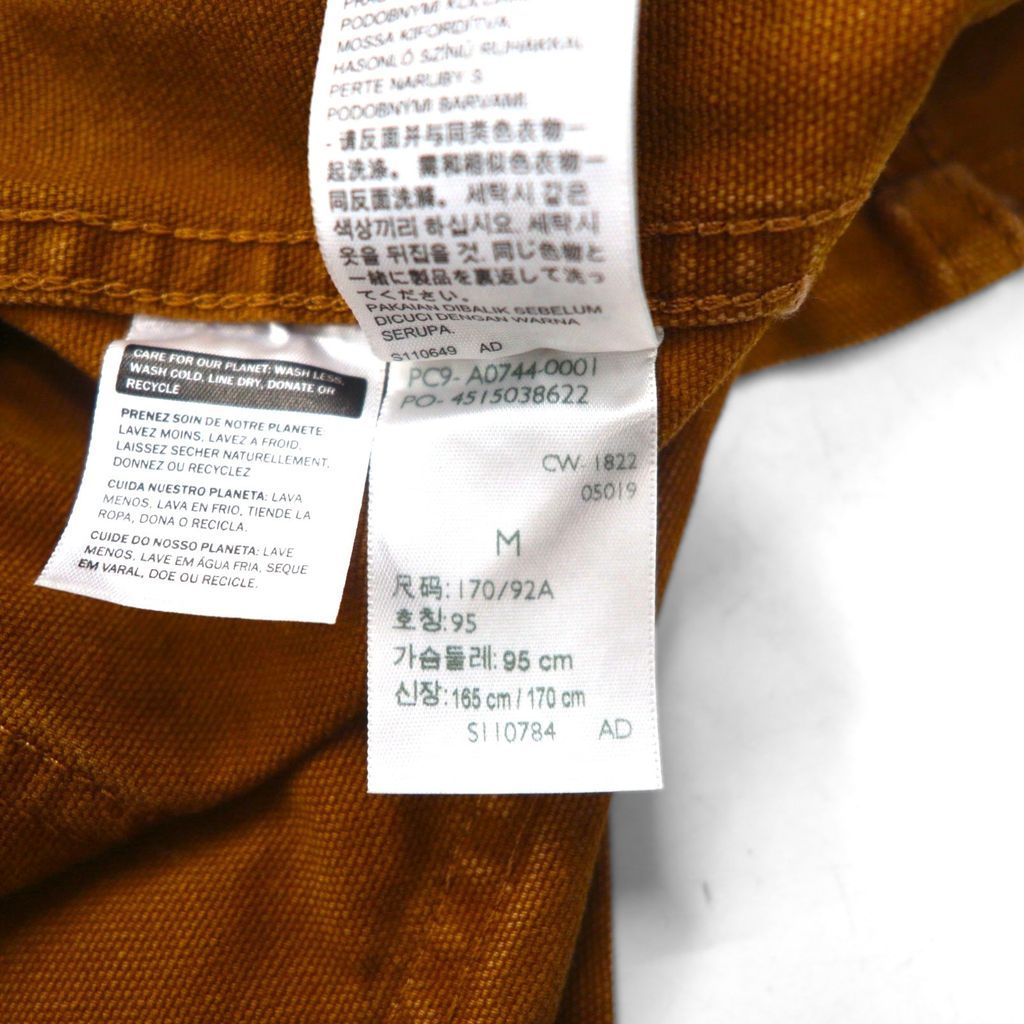 PODOBNÝMI
MOSSA KIFORDÍTVA,
HASONLÓ SZÍNŰ RUHÁKKAL
PERTE NARUBY S
PODOBNÝMI BARVAMI.
- 请反面并与同类色衣物一
起洗涤。需和相似色衣物一
同反面洗滌。세탁시 같은
색상끼리 하십시요. 세탁시
옷을 뒤집을 것. 同じ色物と
一緒に製品を裏返して洗っ
てください。
PAKAIAN DIBALIK SEBELUM
DICUCI DENGAN WARNA
SERUPA.
S110649 AD
CARE FOR OUR PLANET: WASH LESS,
WASH COLD, LINE DRY, DONATE OR
RECYCLE
PRENEZ SOIN DE NOTRE PLANETE
LAVEZ MOINS, LAVEZ A FROID,
LAISSEZ SECHER NATURELLEMENT,
DONNEZ OU RECYCLEZ
CUIDA NUESTRO PLANETA: LAVA
MENOS, LAVA EN FRIO, TIENDE LA
ROPA, DONA O RECICLA.
CUIDE DO NOSSO PLANETA: LAVE
MENOS, LAVE EM ÁGUA FRIA, SEQUE
EM VARAL, DOE OU RECICLE.
PC9- A0744-0001
PO- 4515038622
CW- 1822
05019
M
尺码: 170/92A
호칭: 95
가슴둘레: 95 cm
신장: 165 cm / 170 cm
S110784 AD